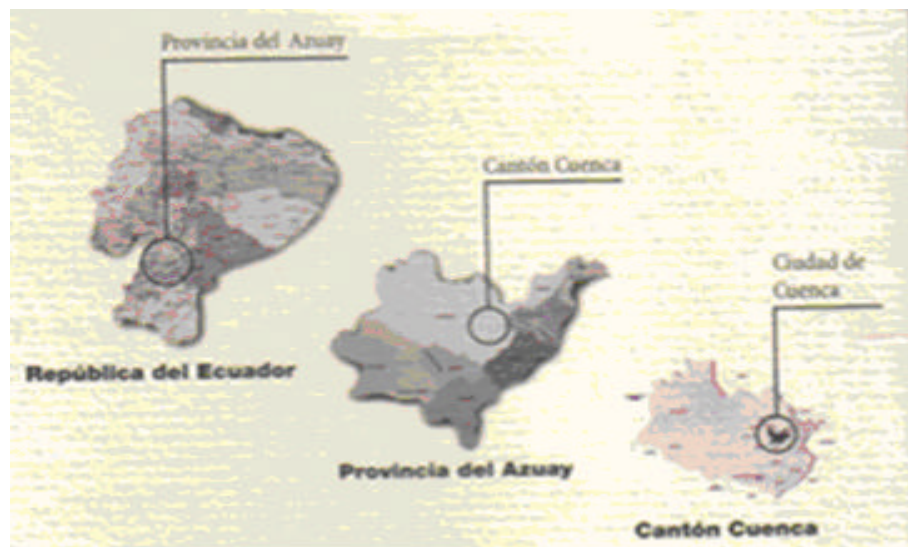 Provincia del Azuay
Cantón Cuenca
Ciudad de
Cuenca
República del Ecuador
Provincia del Azuay
Cantón Cuenca